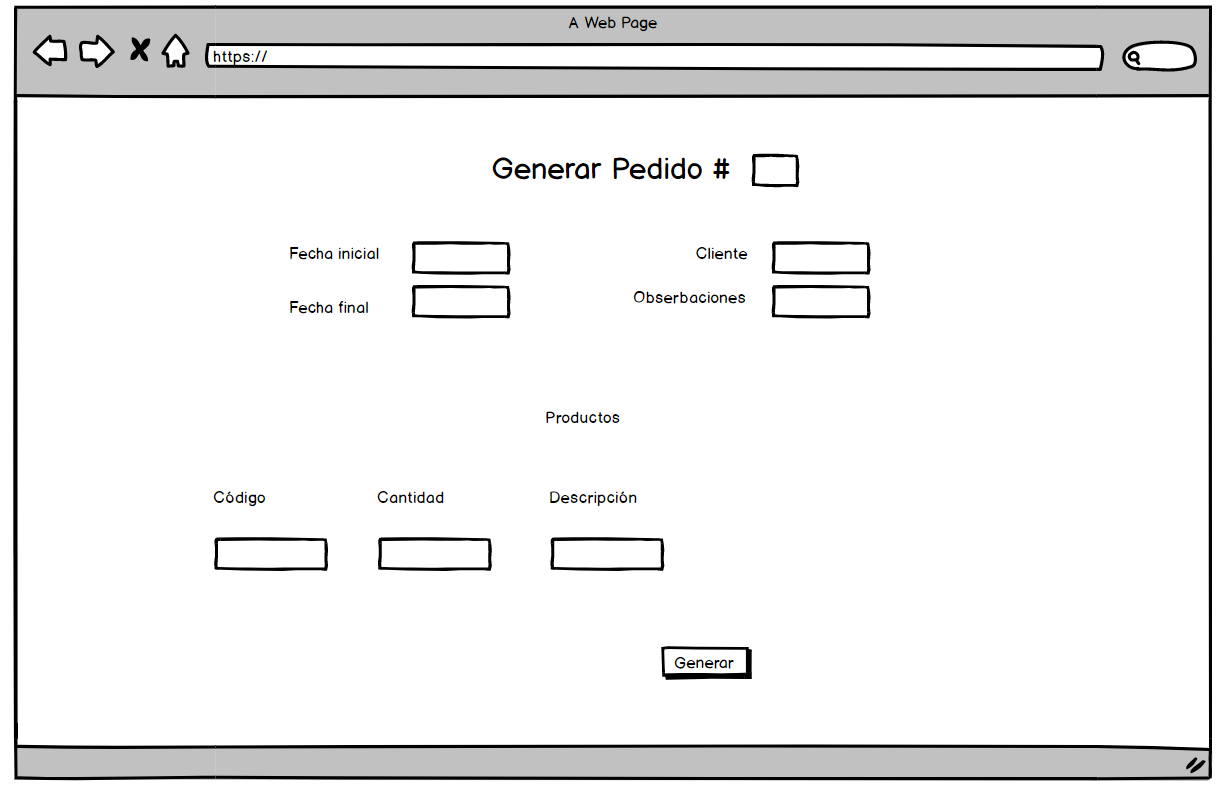 A Web Page
https://
Generar Pedido #
Fecha inicial
Cliente
Fecha final
Obserbaciones
Productos
Código Cantidad Descripción
Generar